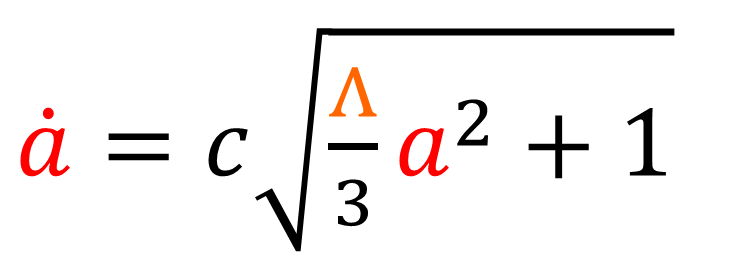 ȧ = c√(Λ/3 a² + 1)